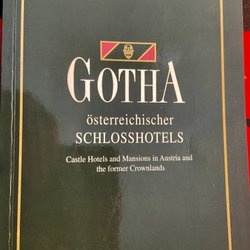 GOTHA
österreichischer
SCHLOSSHOTELS
Castle Hotels and Mansions in Austria and
the former Crownlands